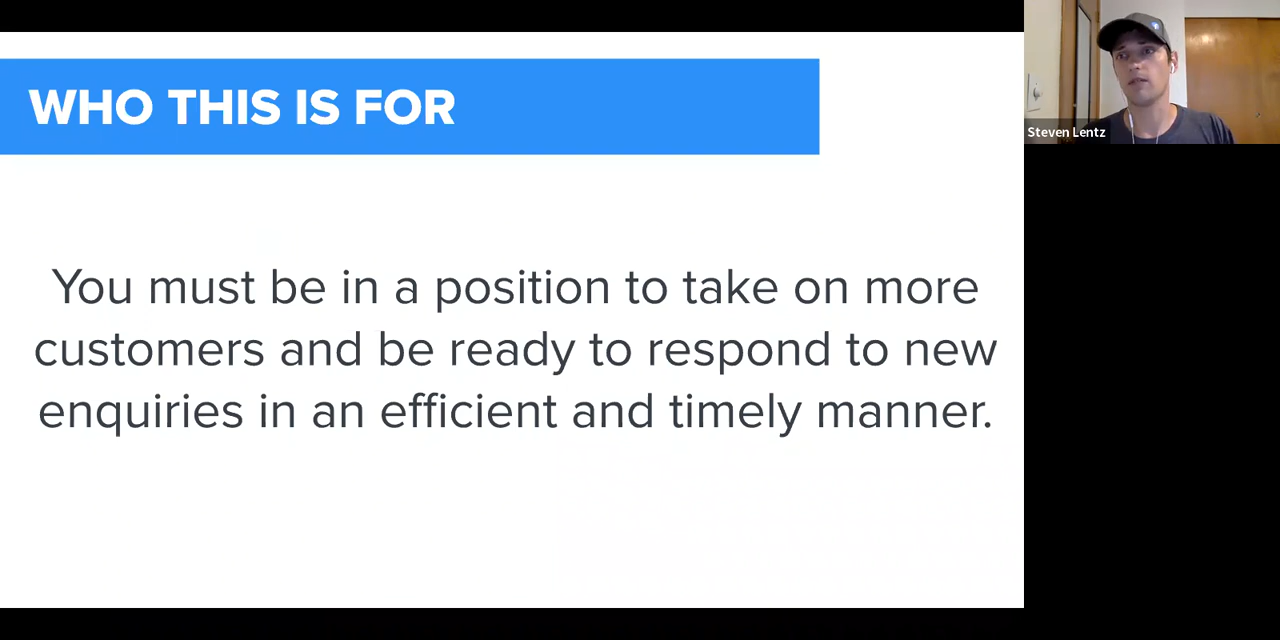 WHO THIS IS FOR
You must be in a position to take on more
customers and be ready to respond to new
enquiries in an efficient and timely manner.
Steven Lentz